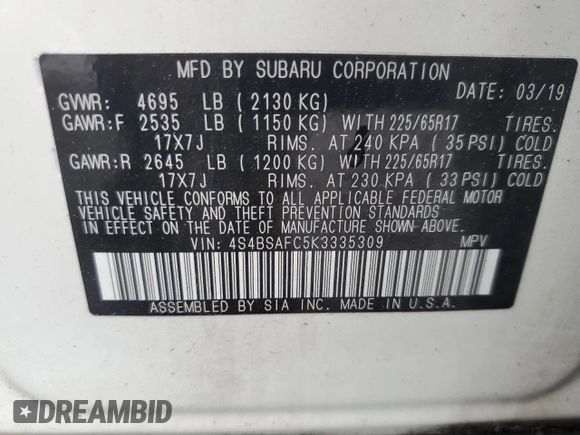 MFD BY SUBARU CORPORATION
DATE: 03/19
GVWR: 4695 LB (2130 KG)
GAWR:F 2535 LB (1150 KG) WITH 225/65R17 TIRES.
17X7J RIMS. AT 240 KPA (35 PSI) COLD
GAWR:R 2645 LB (1200 KG) WITH 225/65R17 TIRES.
17X7J RIMS. AT 230 KPA (33 PSI) COLD
THIS VEHICLE CONFORMS TO ALL APPLICABLE FEDERAL MOTOR
VEHICLE SAFETY AND THEFT PREVENTION STANDARDS
IN EFFECT ON THE DATE OF MANUFACTURE SHOWN ABOVE.
VIN: 4S4BSAFC5K3335309 MPV
ASSEMBLED BY SIA INC. MADE IN U.S.A.
DREAMBID